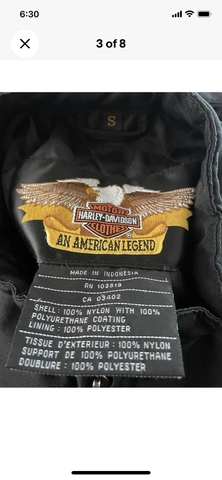 6:30
3 of 8
S
MOTOR
HARLEY-DAVIDSON
CLOTHES
AN AMERICAN LEGEND
MADE IN INDONESIA
RN 103819
CA 03402
SHELL: 100% NYLON WITH 100%
POLYURETHANE COATING
LINING: 100% POLYESTER
TISSUE D'EXTERIEUR: 100% NYLON
SUPPORT DE 100% POLYURETHANE
DOUBLURE: 100% POLYESTER